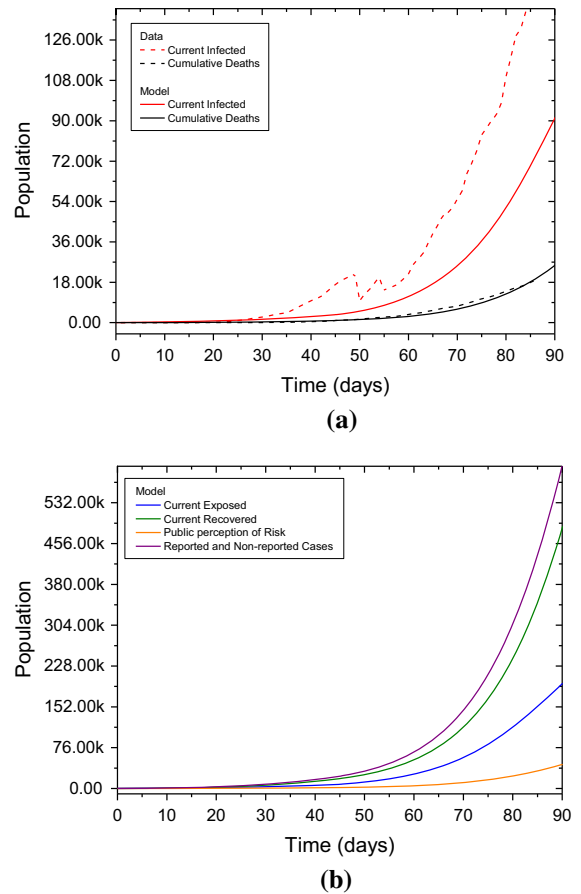 126.00k
108.00k
90.00k
72.00k
54.00k
36.00k
18.00k
0.00
Population
Data
Current Infected
Cumulative Deaths
Model
Current Infected
Cumulative Deaths
0 10 20 30 40 50 60 70 80 90
Time (days)
(a)
532.00k
456.00k
380.00k
304.00k
228.00k
152.00k
76.00k
0.00
Population
Model
Current Exposed
Current Recovered
Public perception of Risk
Reported and Non-reported Cases
0 10 20 30 40 50 60 70 80 90
Time (days)
(b)